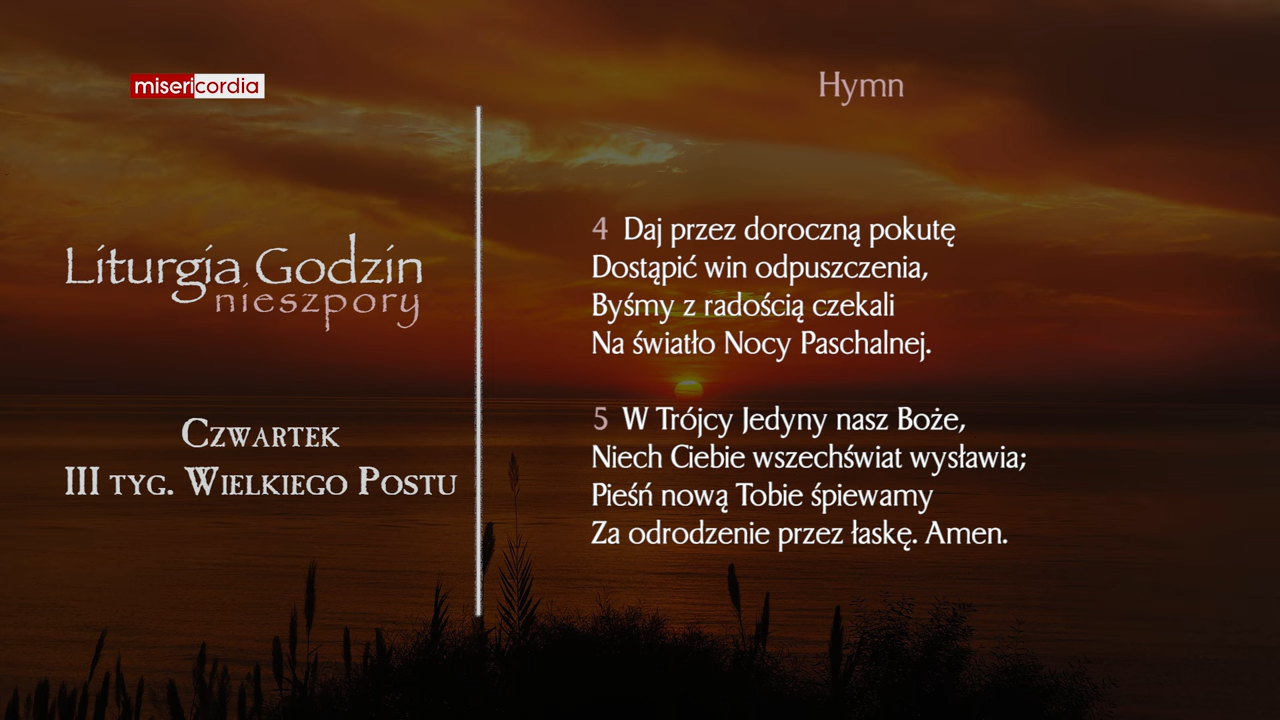 misericordia
Liturgia Godzin
nieszpory
Czwartek
III tyg. Wielkiego Postu
Hymn
4 Daj przez doroczną pokutę
Dostąpić win odpuszczenia,
Byśmy z radością czekali
Na światło Nocy Paschalnej.
5 W Trójcy Jedyny nasz Boże,
Niech Ciebie wszechświat wysławia;
Pieśń nową Tobie śpiewamy
Za odrodzenie przez łaskę. Amen.